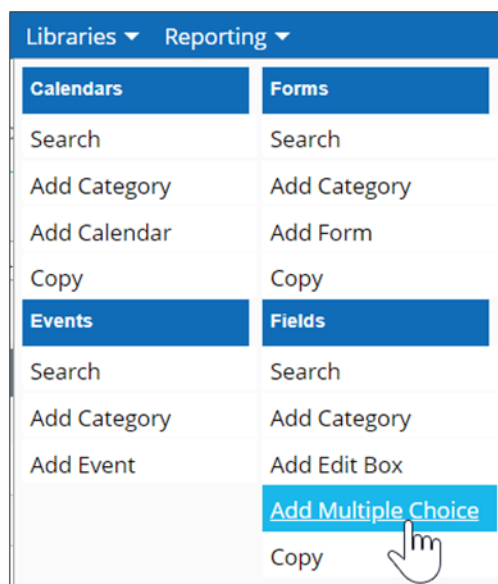 Libraries Reporting
Calendars
Search
Add Category
Add Calendar
Copy
Forms
Search
Add Category
Add Form
Copy
Events
Search
Add Category
Add Event
Fields
Search
Add Category
Add Edit Box
Add Multiple Choice
Copy